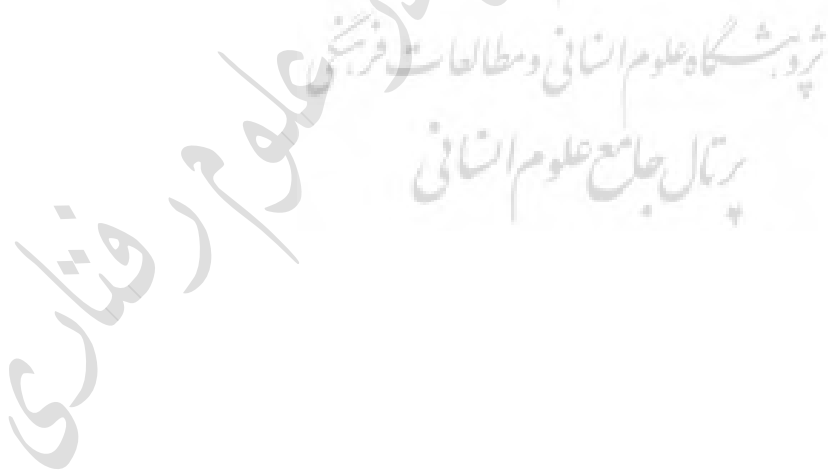 پژوهشگاه علوم انسانی و مطالعات فرهنگی
پرتال جامع علوم انسانی
علوم رفتاری